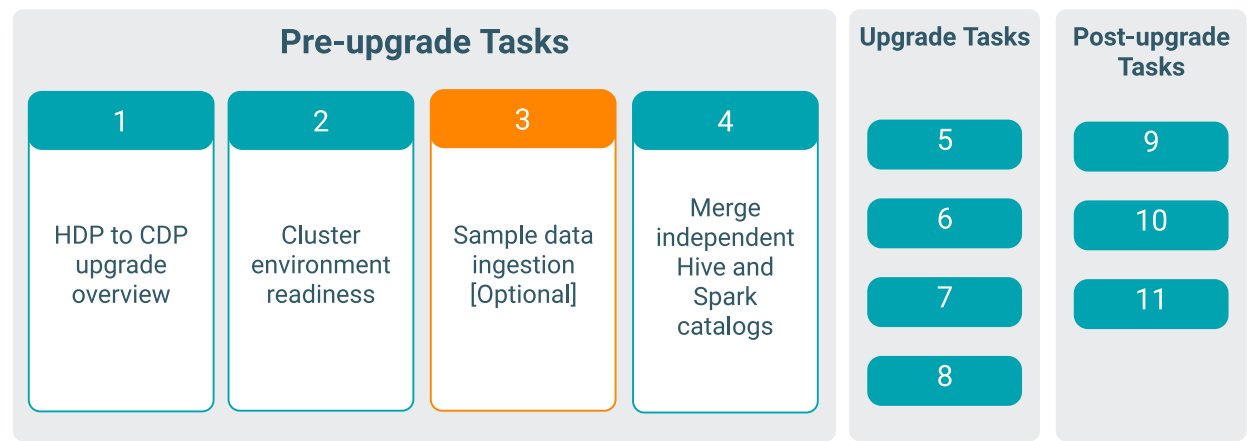 Pre-upgrade Tasks
1
HDP to CDP
upgrade
overview
2
Cluster
environment
readiness
3
Sample data
ingestion
[Optional]
4
Merge
independent
Hive and
Spark
catalogs
Upgrade Tasks
5
6
7
8
Post-upgrade
Tasks
9
10
11